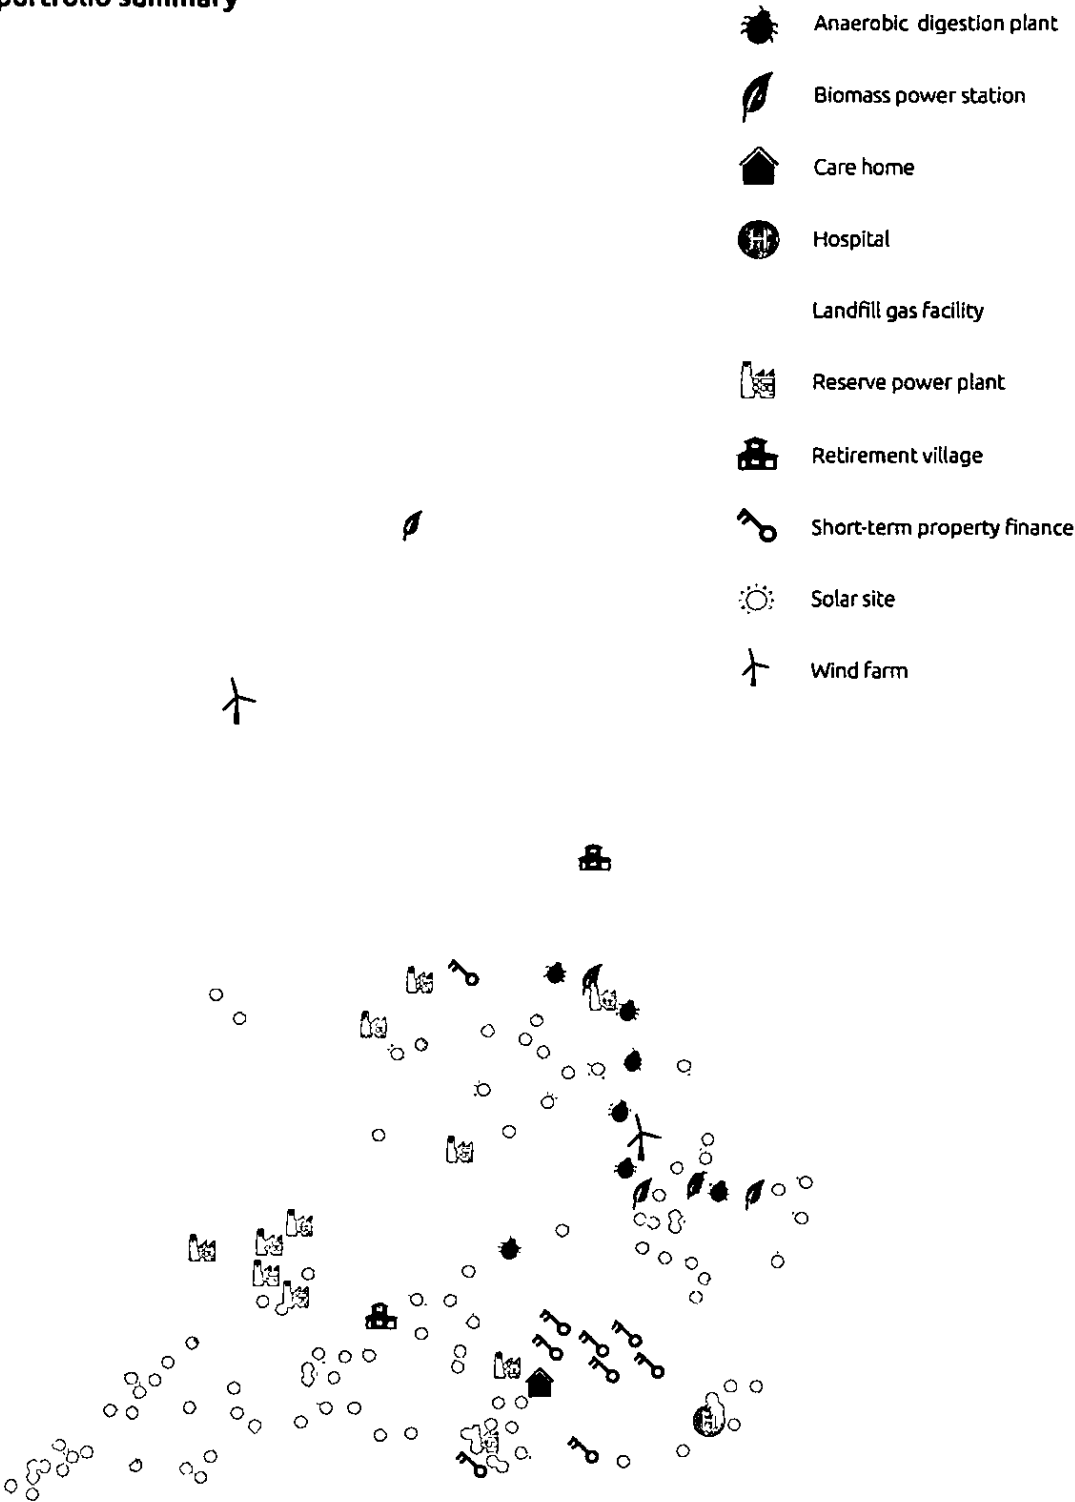 portfolio summary
Anaerobic digestion plant
Biomass power station
Care home
H
Hospital
Landfill gas facility
Reserve power plant
Retirement village
Short-term property finance
Solar site
Wind farm
H